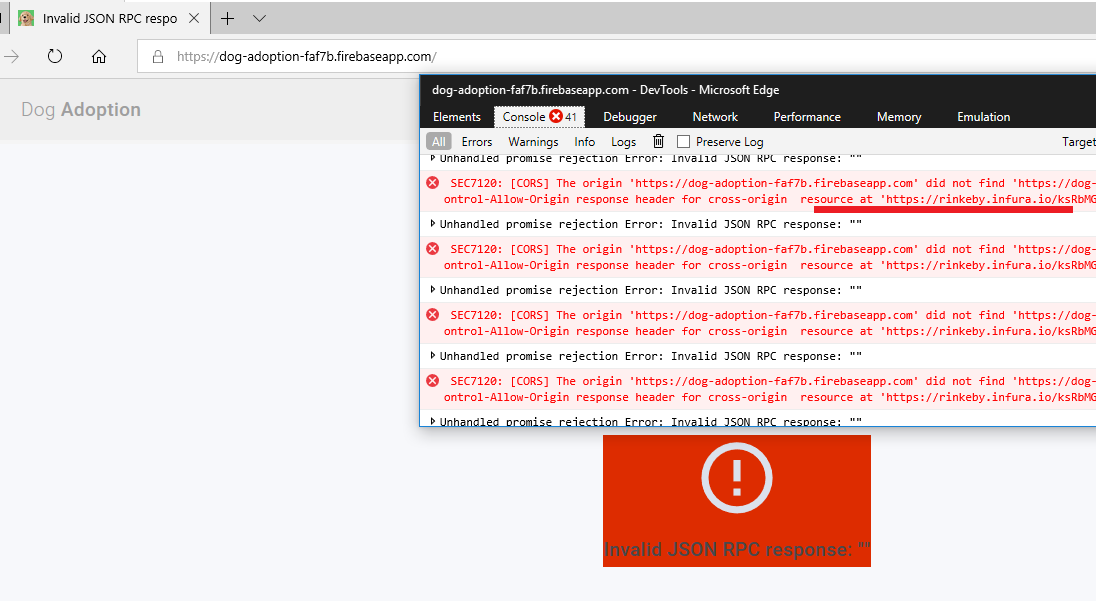 Invalid JSON RPC respo
https://dog-adoption-faf7b.firebaseapp.com/
Dog Adoption
dog-adoption-faf7b.firebaseapp.com - DevTools - Microsoft Edge
Elements Console 41 Debugger Network Performance Memory Emulation
All Errors Warnings Info Logs Preserve Log Target
Unhandled promise rejection Error: Invalid JSON RPC response: ""
SEC7120: [CORS] The origin 'https://dog-adoption-faf7b.firebaseapp.com' did not find 'https://dog-
ontrol-Allow-Origin response header for cross-origin  resource at 'https://rinkeby.infura.io/ksRbMG
Unhandled promise rejection Error: Invalid JSON RPC response: ""
SEC7120: [CORS] The origin 'https://dog-adoption-faf7b.firebaseapp.com' did not find 'https://dog-
ontrol-Allow-Origin response header for cross-origin  resource at 'https://rinkeby.infura.io/ksRbMG
Unhandled promise rejection Error: Invalid JSON RPC response: ""
SEC7120: [CORS] The origin 'https://dog-adoption-faf7b.firebaseapp.com' did not find 'https://dog-
ontrol-Allow-Origin response header for cross-origin  resource at 'https://rinkeby.infura.io/ksRbMG
Unhandled promise rejection Error: Invalid JSON RPC response: ""
SEC7120: [CORS] The origin 'https://dog-adoption-faf7b.firebaseapp.com' did not find 'https://dog-
ontrol-Allow-Origin response header for cross-origin  resource at 'https://rinkeby.infura.io/ksRbMG
Unhandled promise rejection Error: Invalid JSON RPC response: ""
Invalid JSON RPC response: ""